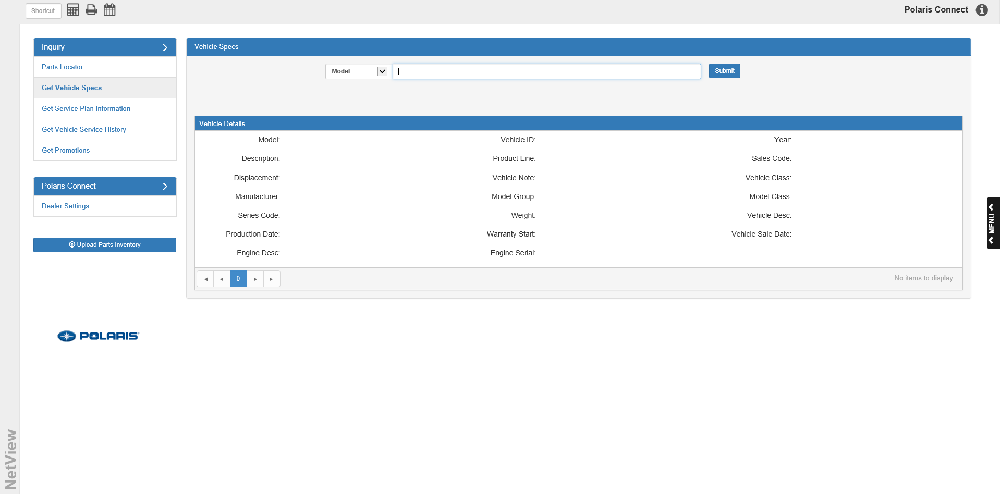 Shortcut
Polaris Connect
Inquiry
Parts Locator
Get Vehicle Specs
Get Service Plan Information
Get Vehicle Service History
Get Promotions
Polaris Connect
Dealer Settings
Upload Parts Inventory
POLARIS
NetView
Vehicle Specs
Model
Submit
Vehicle Details
Model: Vehicle ID: Year:
Description: Product Line: Sales Code:
Displacement: Vehicle Note: Vehicle Class:
Manufacturer: Model Group: Model Class:
Series Code: Weight: Vehicle Desc:
Production Date: Warranty Start: Vehicle Sale Date:
Engine Desc: Engine Serial:
0
No items to display
MENU